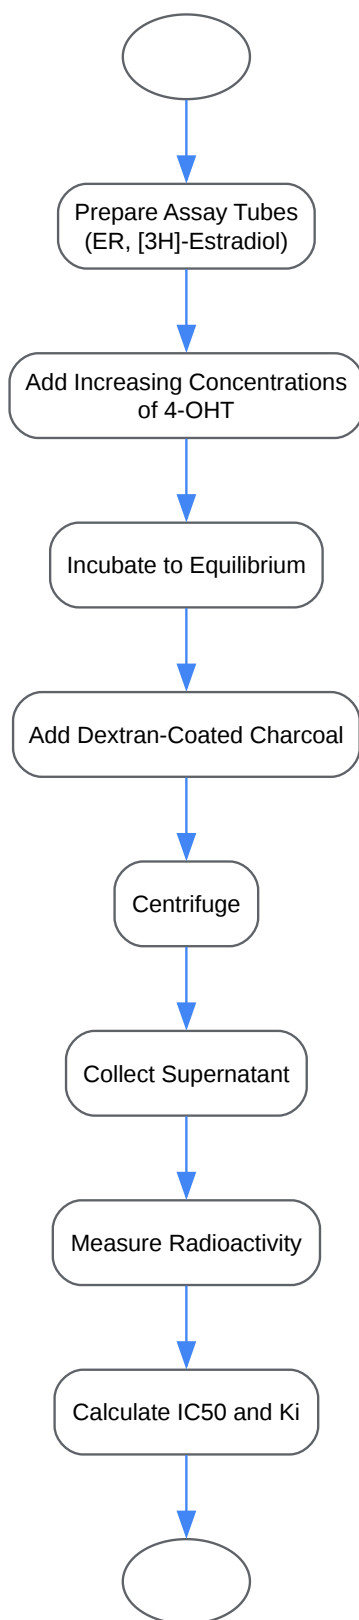 Prepare Assay Tubes
(ER, [3H]-Estradiol)
Add Increasing Concentrations
of 4-OHT
Incubate to Equilibrium
Add Dextran-Coated Charcoal
Centrifuge
Collect Supernatant
Measure Radioactivity
Calculate IC50 and Ki